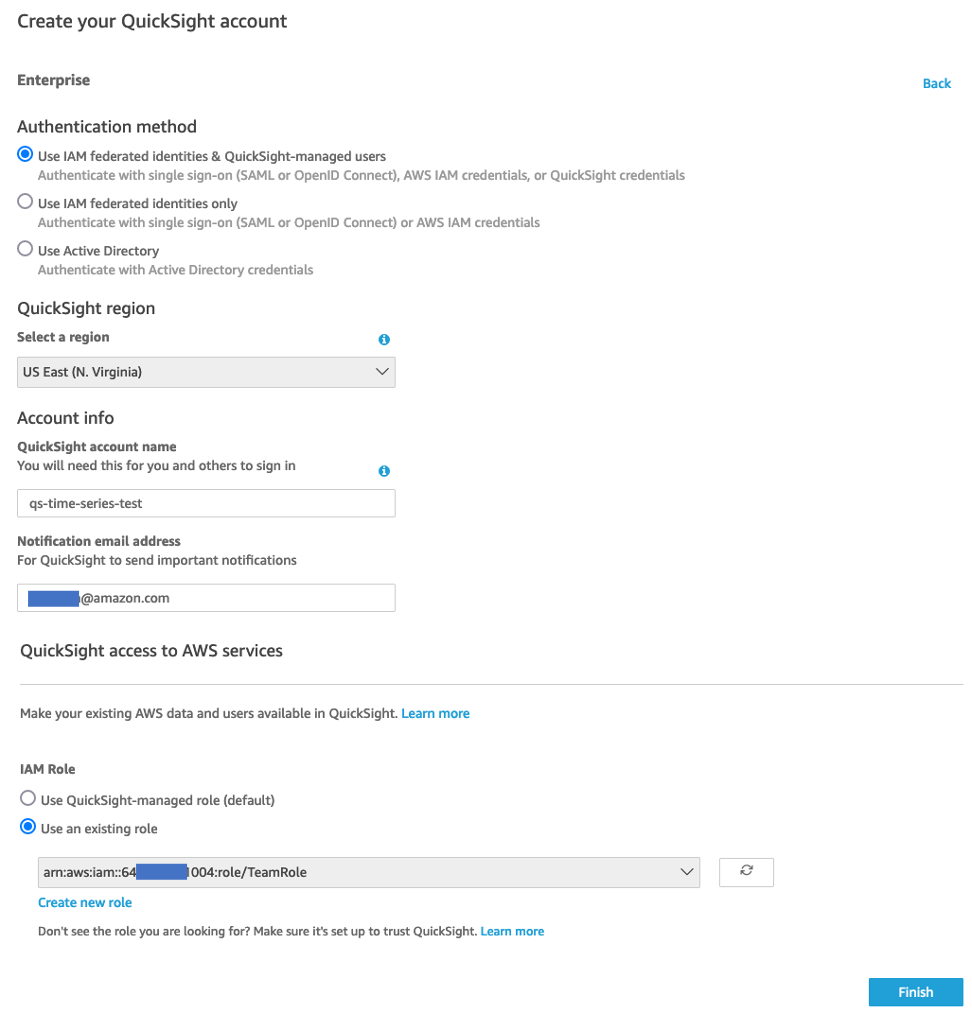 Create your QuickSight account
Enterprise
Back
Authentication method
Use IAM federated identities & QuickSight-managed users
Authenticate with single sign-on (SAML or OpenID Connect), AWS IAM credentials, or QuickSight credentials
Use IAM federated identities only
Authenticate with single sign-on (SAML or OpenID Connect) or AWS IAM credentials
Use Active Directory
Authenticate with Active Directory credentials
QuickSight region
Select a region
US East (N. Virginia)
Account info
QuickSight account name
You will need this for you and others to sign in
qs-time-series-test
Notification email address
For QuickSight to send important notifications
@amazon.com
QuickSight access to AWS services
Make your existing AWS data and users available in QuickSight. Learn more
IAM Role
Use QuickSight-managed role (default)
Use an existing role
arn:aws:iam::64 1004:role/TeamRole
Create new role
Don't see the role you are looking for? Make sure it's set up to trust QuickSight. Learn more
Finish